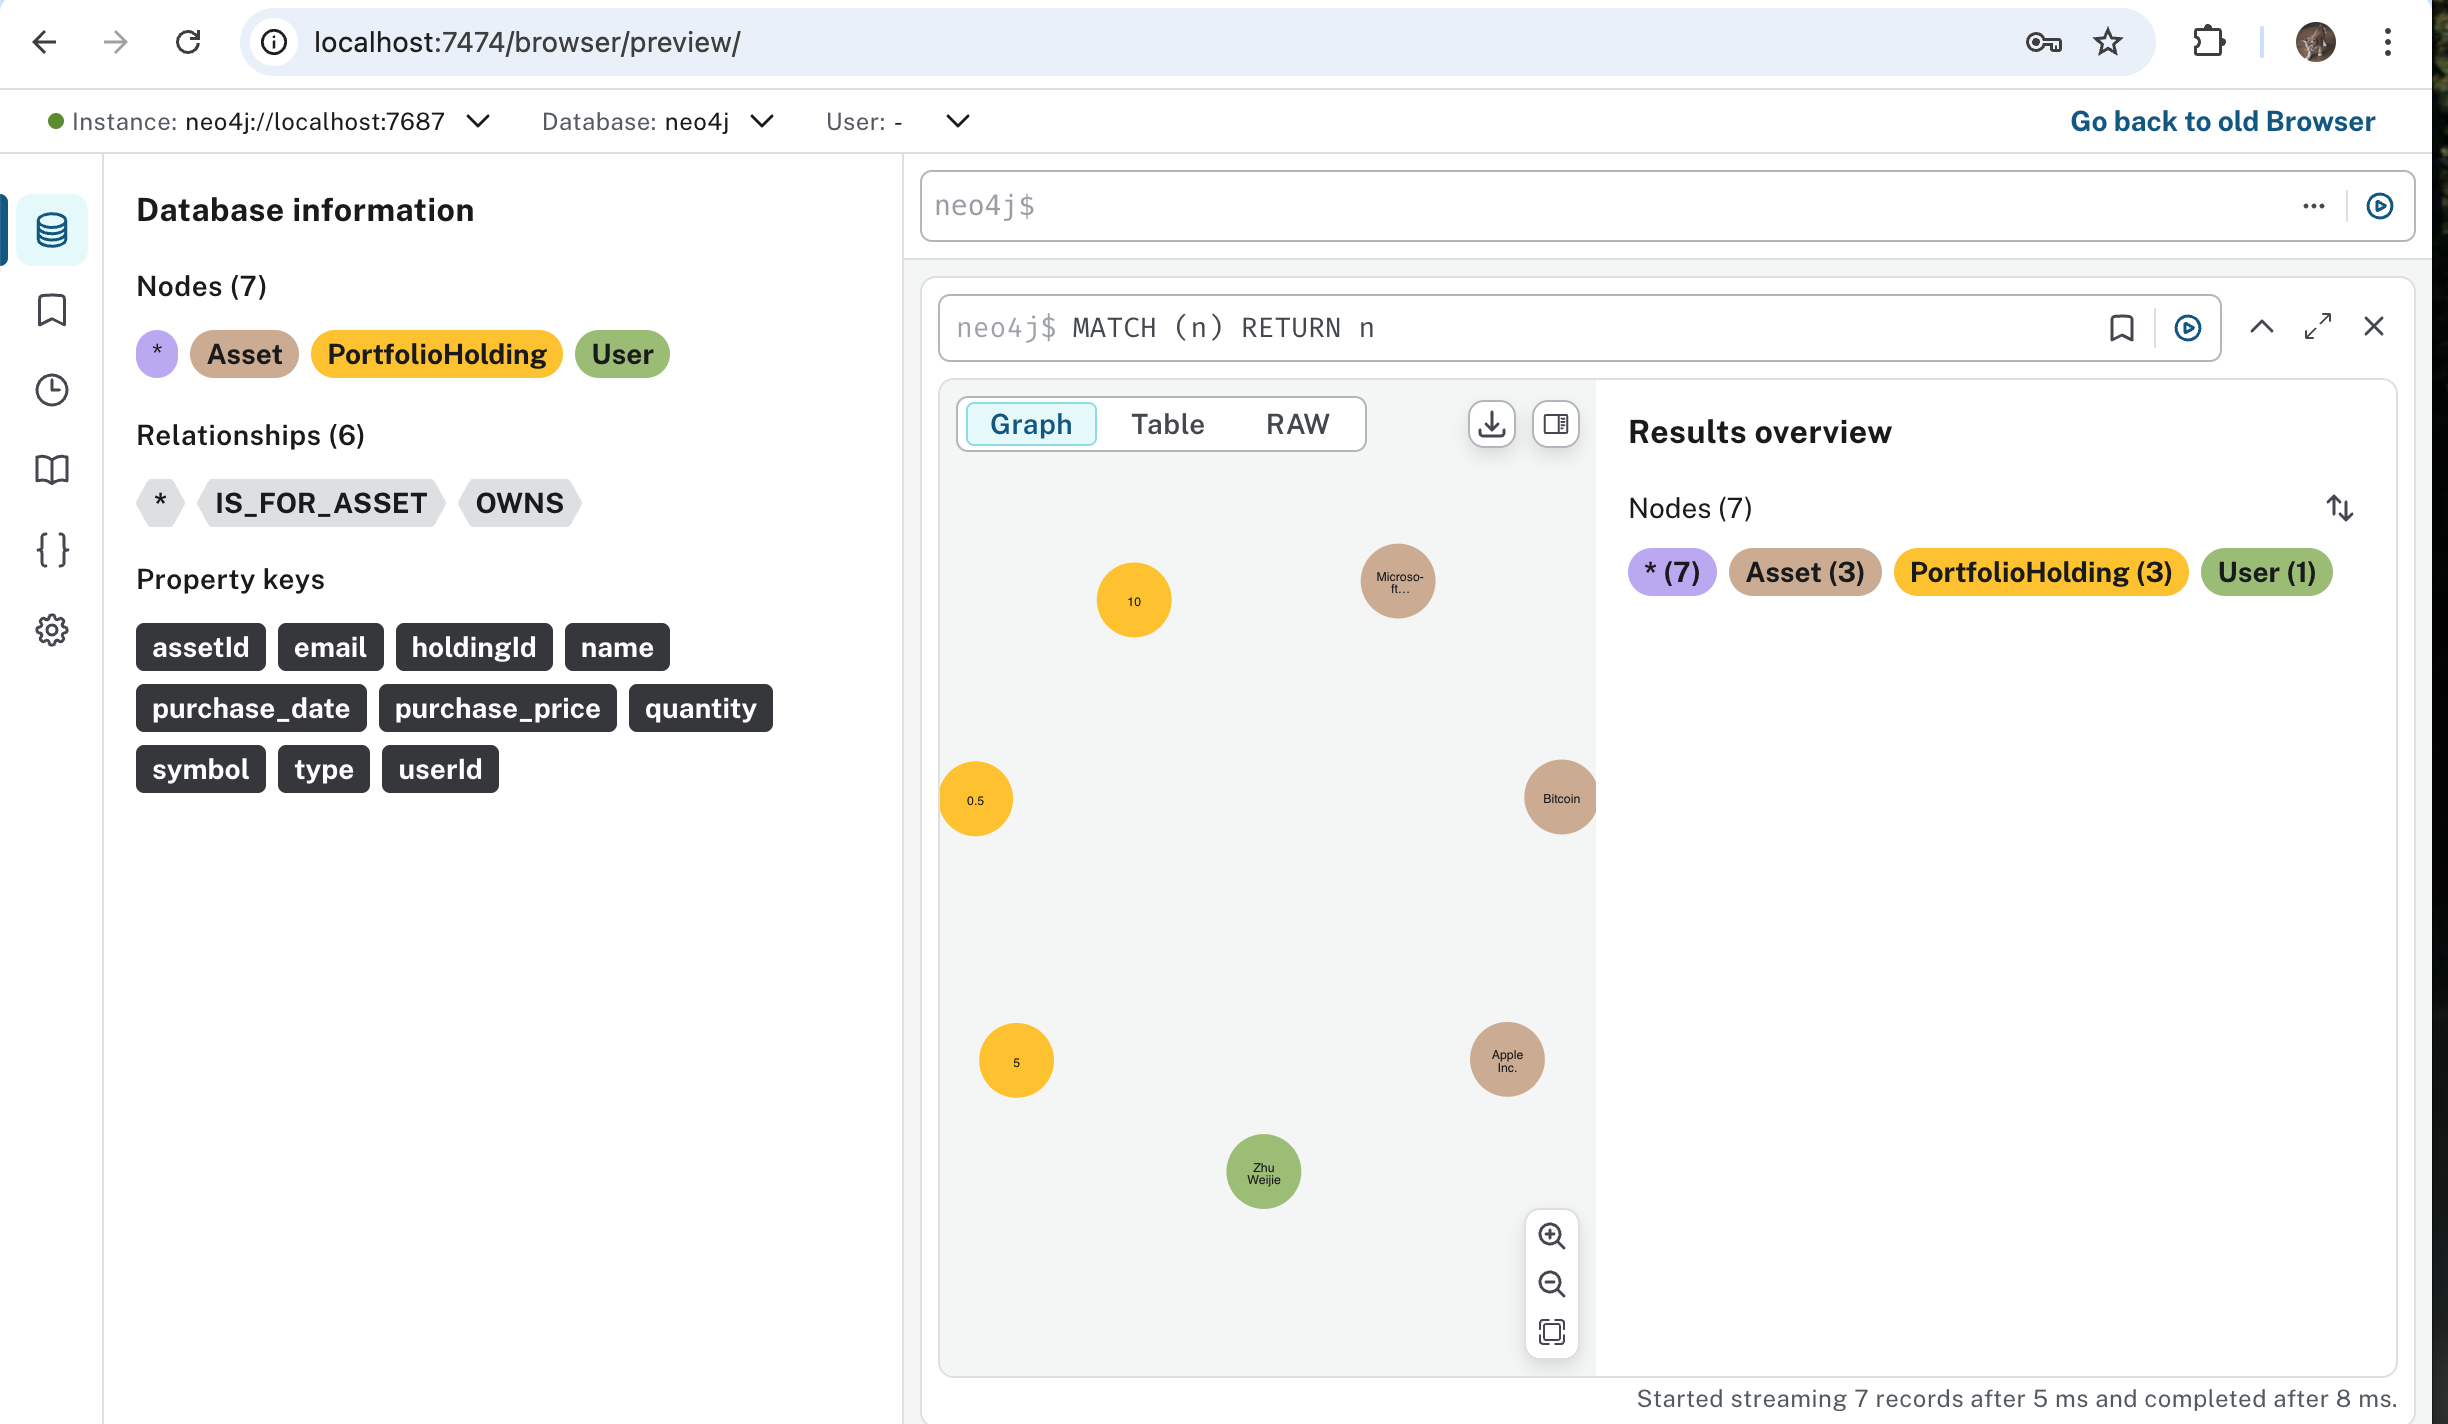 localhost:7474/browser/preview/
Instance: neo4j://localhost:7687 Database: neo4j User: - Go back to old Browser
Database information
Nodes (7)
* Asset PortfolioHolding User
Relationships (6)
* IS_FOR_ASSET OWNS
Property keys
assetId email holdingId name
purchase_date purchase_price quantity
symbol type userId
neo4j$
neo4j$ MATCH (n) RETURN n
Graph Table RAW
10
Microso-
ft...
0.5
Bitcoin
5
Apple
Inc.
Zhu
Weijie
Results overview
Nodes (7)
* (7) Asset (3) PortfolioHolding (3) User (1)
Started streaming 7 records after 5 ms and completed after 8 ms.